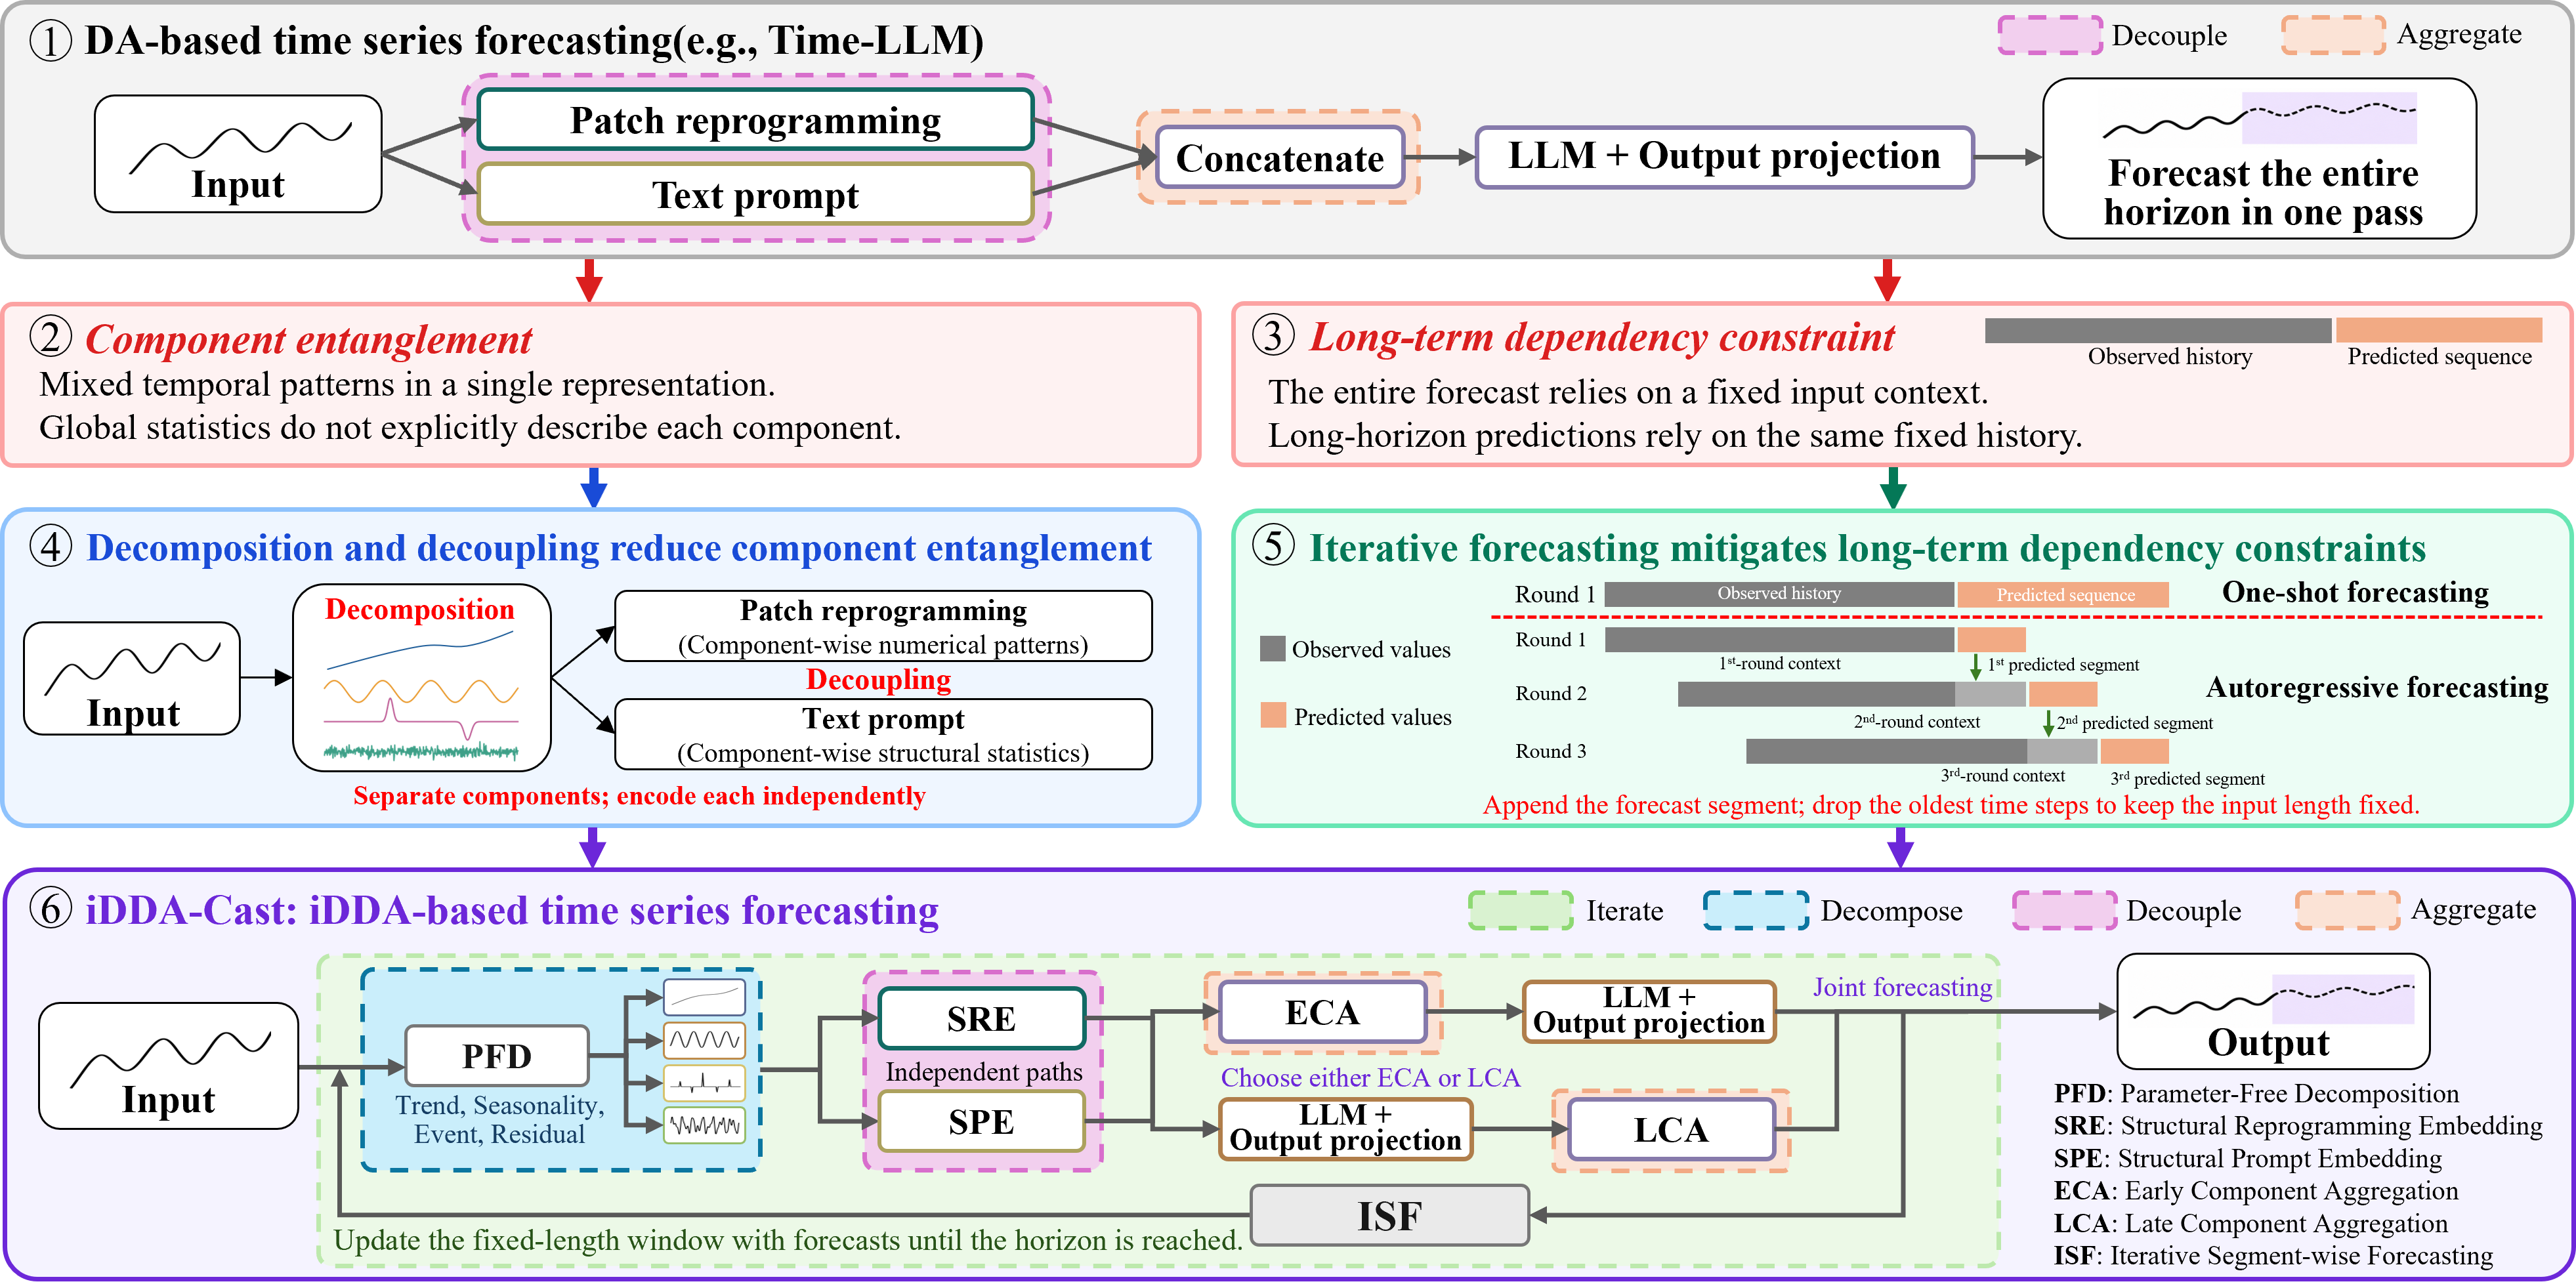 ① DA-based time series forecasting(e.g., Time-LLM)
Decouple
Aggregate
Input
Patch reprogramming
Text prompt
Concatenate
LLM + Output projection
Forecast the entire
horizon in one pass
② Component entanglement
Mixed temporal patterns in a single representation.
Global statistics do not explicitly describe each component.
③ Long-term dependency constraint
Observed history
Predicted sequence
The entire forecast relies on a fixed input context.
Long-horizon predictions rely on the same fixed history.
④ Decomposition and decoupling reduce component entanglement
Input
Decomposition
Patch reprogramming
(Component-wise numerical patterns)
Decoupling
Text prompt
(Component-wise structural statistics)
Separate components; encode each independently
⑤ Iterative forecasting mitigates long-term dependency constraints
Observed values
Predicted values
Round 1
Observed history
Predicted sequence
One-shot forecasting
Round 1
1st-round context
1st predicted segment
Round 2
Autoregressive forecasting
2nd-round context
2nd predicted segment
Round 3
3rd-round context
3rd predicted segment
Append the forecast segment; drop the oldest time steps to keep the input length fixed.
⑥ iDDA-Cast: iDDA-based time series forecasting
Iterate
Decompose
Decouple
Aggregate
Input
PFD
Trend, Seasonality,
Event, Residual
SRE
Independent paths
SPE
ECA
LLM +
Output projection
Joint forecasting
Choose either ECA or LCA
LLM +
Output projection
LCA
ISF
Update the fixed-length window with forecasts until the horizon is reached.
Output
PFD: Parameter-Free Decomposition
SRE: Structural Reprogramming Embedding
SPE: Structural Prompt Embedding
ECA: Early Component Aggregation
LCA: Late Component Aggregation
ISF: Iterative Segment-wise Forecasting